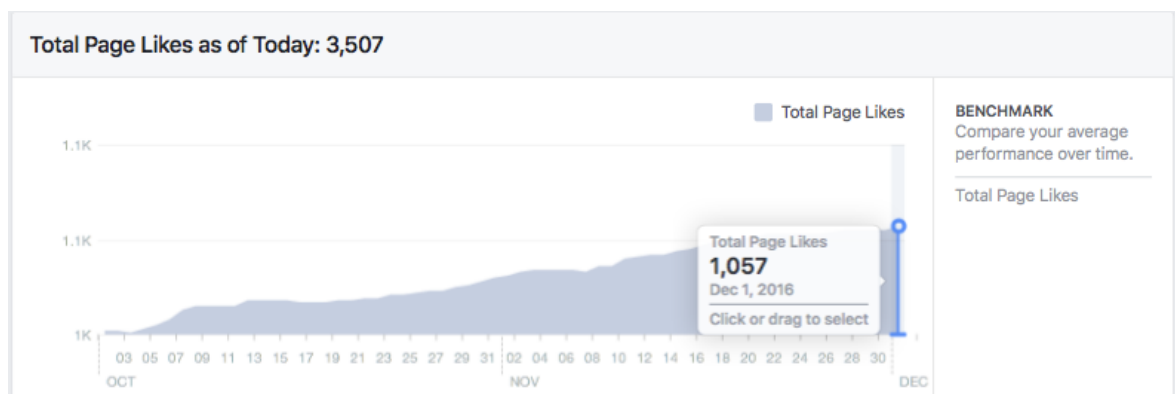 Total Page Likes as of Today: 3,507
Total Page Likes
BENCHMARK
Compare your average
performance over time.
Total Page Likes
1.1K
1.1K
1K
Total Page Likes
1,057
Dec 1, 2016
Click or drag to select
03 05 07 09 11 13 15 17 19 21 23 25 27 29 31 02 04 06 08 10 12 14 16 18 20 22 24 26 28 30
OCT NOV DEC